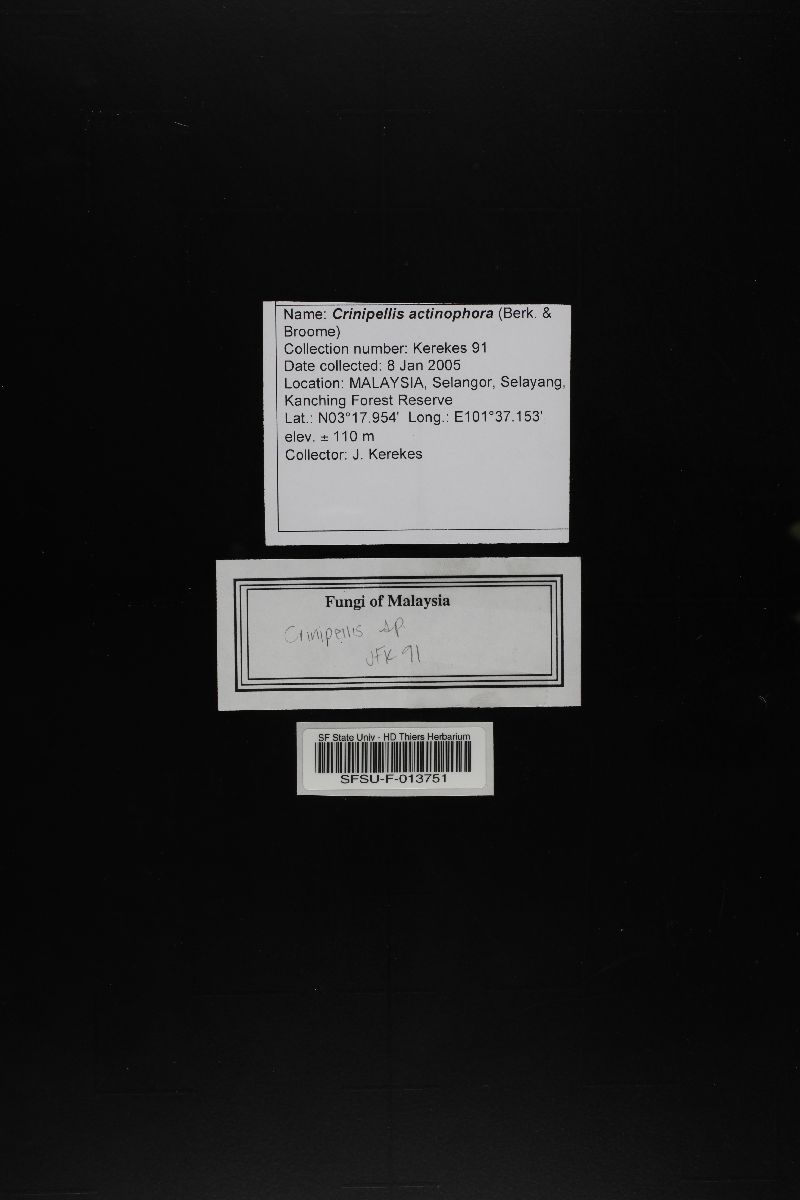 Name: Crinipellis actinophora (Berk. &
Broome)
Collection number: Kerekes 91
Date collected: 8 Jan 2005
Location: MALAYSIA, Selangor, Selayang,
Kanching Forest Reserve
Lat.: N03°17.954' Long.: E101°37.153'
elev. ± 110 m
Collector: J. Kerekes
Fungi of Malaysia
Crinipellis sp.
JFK 91
SF State Univ - HD Thiers Herbarium
SFSU-F-013751